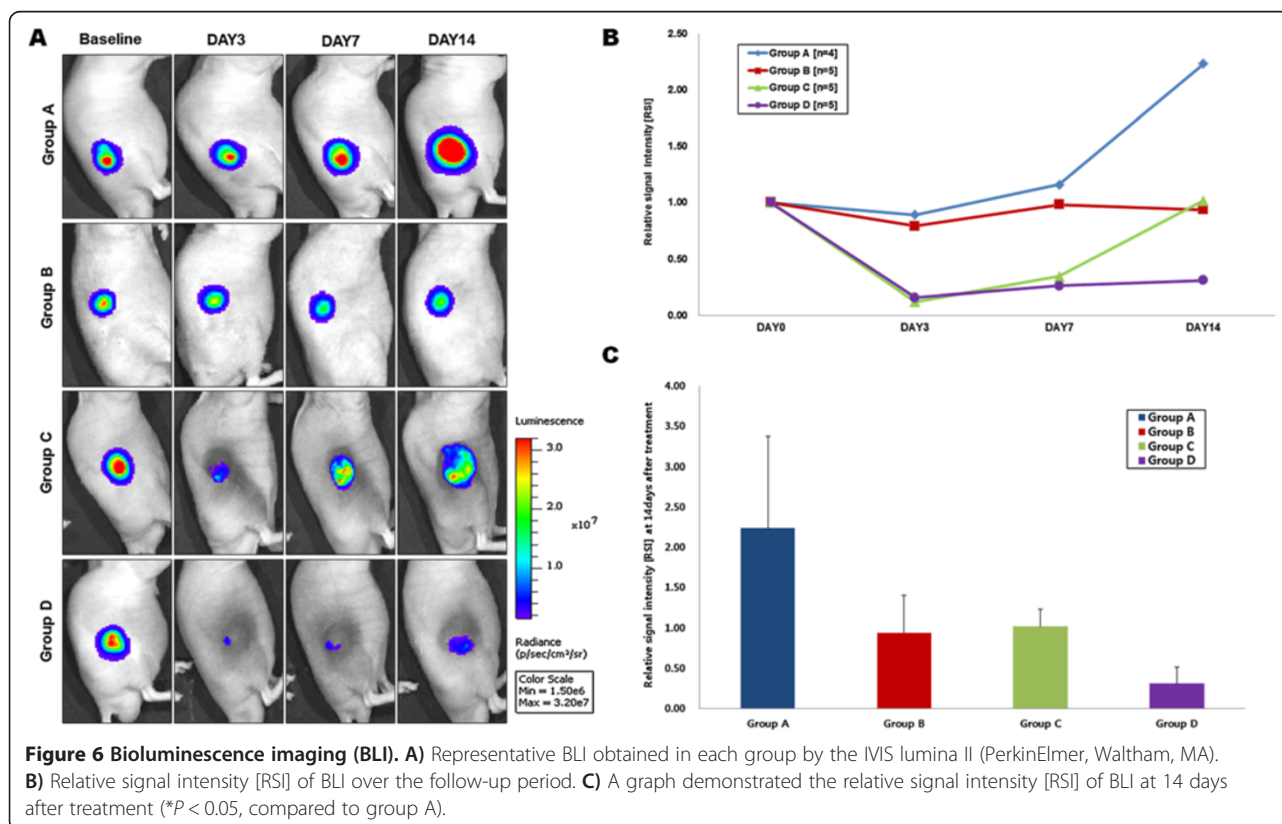 A
Baseline
DAY3
DAY7
DAY14
Group A
Group B
Group C
Group D
Luminescence
3.0
2.0
×10⁷
1.0
Radiance
(p/sec/cm²/sr)
Color Scale
Min = 1.50e6
Max = 3.20e7
B
Relative signal Intensity [RSI]
2.50
2.00
1.50
1.00
0.50
0.00
Group A [n=4]
Group B [n=5]
Group C [n=5]
Group D [n=5]
DAY0
DAY3
DAY7
DAY14
C
Relative signal intensity [RSI] at 14days after treatment
4.00
3.50
3.00
2.50
2.00
1.50
1.00
0.50
0.00
Group A
Group B
Group C
Group D
Group A
Group B
Group C
Group D
Figure 6 Bioluminescence imaging (BLI). A) Representative BLI obtained in each group by the IVIS lumina II (PerkinElmer, Waltham, MA).
B) Relative signal intensity [RSI] of BLI over the follow-up period. C) A graph demonstrated the relative signal intensity [RSI] of BLI at 14 days
after treatment (*P < 0.05, compared to group A).